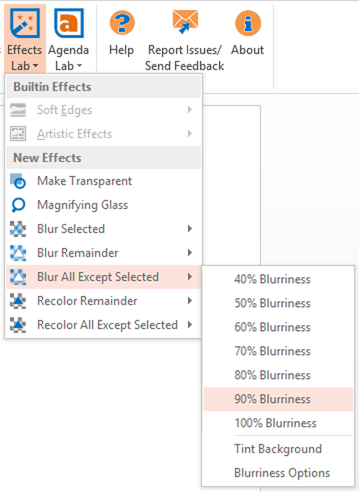 Effects
Lab
Agenda
Lab
Help
Report Issues/
Send Feedback
About
Builtin Effects
Soft Edges
Artistic Effects
New Effects
Make Transparent
Magnifying Glass
Blur Selected
Blur Remainder
Blur All Except Selected
Recolor Remainder
Recolor All Except Selected
40% Blurriness
50% Blurriness
60% Blurriness
70% Blurriness
80% Blurriness
90% Blurriness
100% Blurriness
Tint Background
Blurriness Options